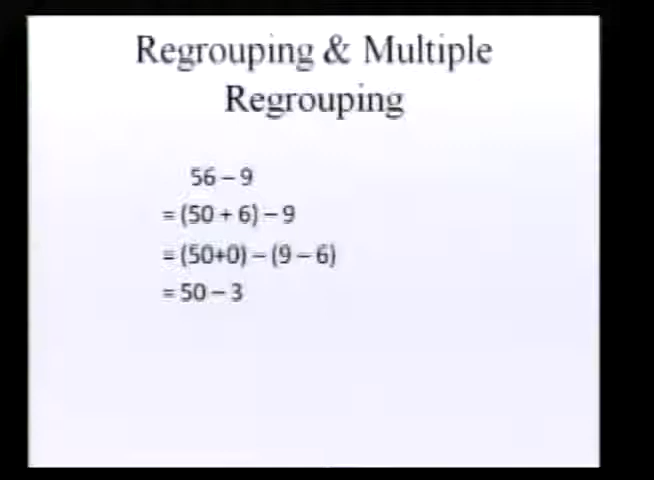 Regrouping & Multiple
Regrouping
56 – 9
= (50 + 6) – 9
= (50+0) – (9 – 6)
= 50 – 3